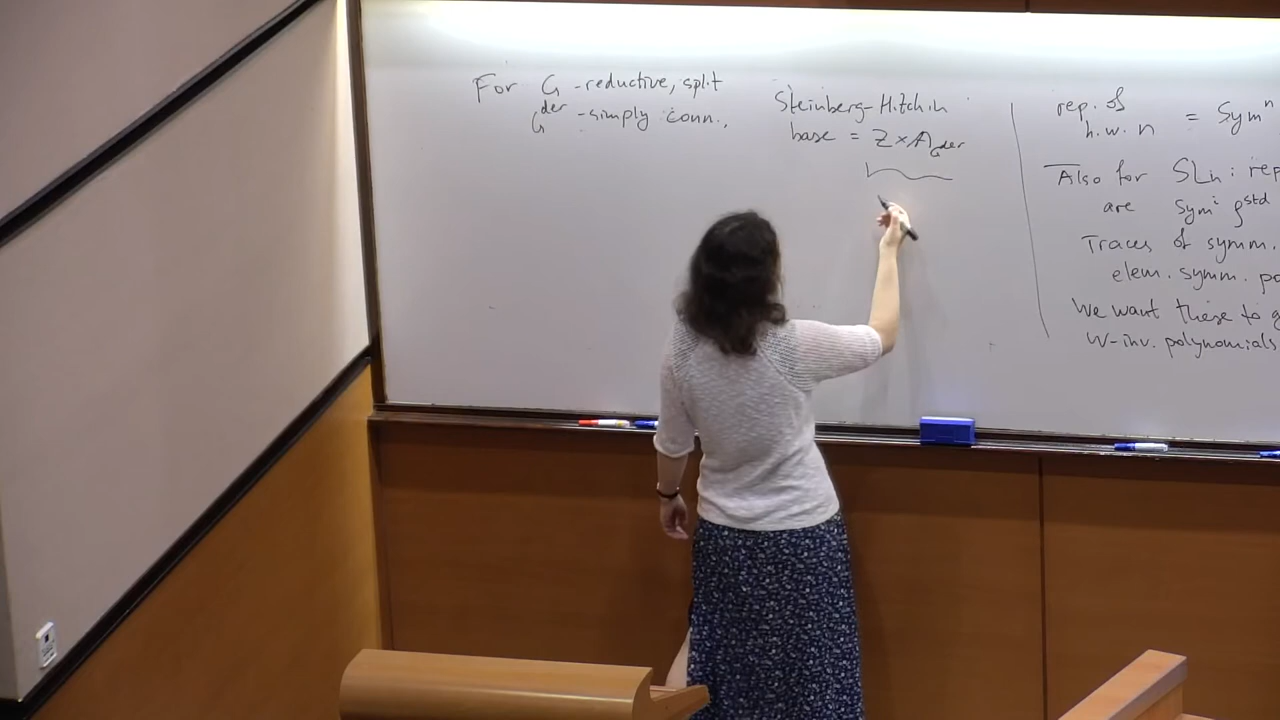 For G -reductive, split
G^der -simply conn.,
Steinberg-Hitchin
base = Z × A_G^der
rep. of
h.w. n = Sym^n
Also for SLn: rep
are Sym^i ρ^std
Traces of symm.
elem. symm. po
We want these to g
W-inv. polynomials